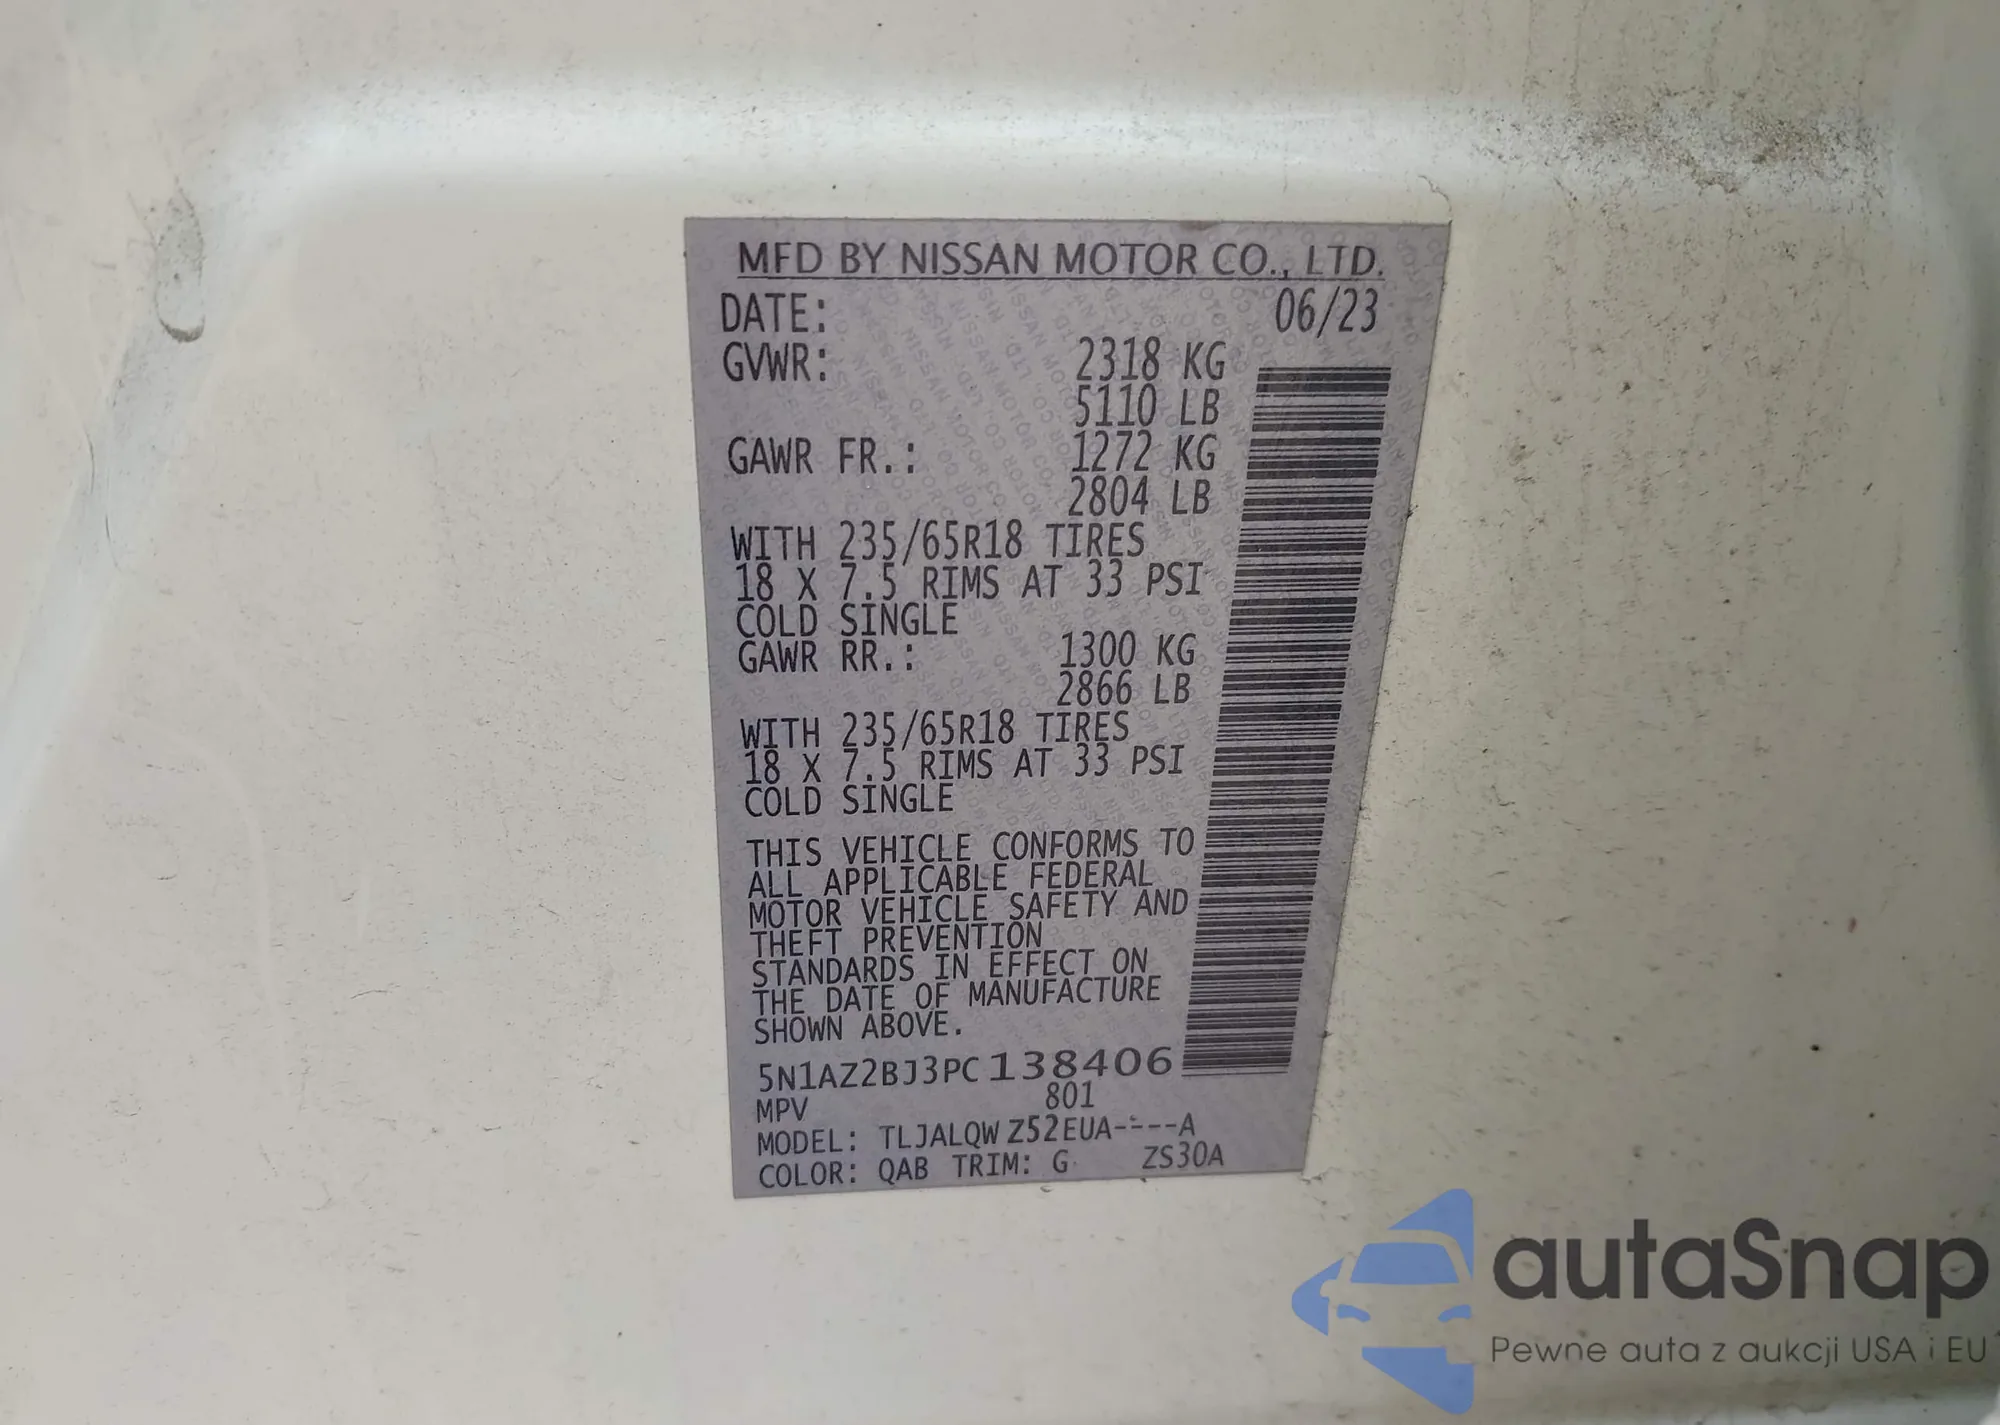 MFD BY NISSAN MOTOR CO., LTD.
DATE: 06/23
GVWR: 2318 KG
5110 LB
GAWR FR.: 1272 KG
2804 LB
WITH 235/65R18 TIRES
18 X 7.5 RIMS AT 33 PSI
COLD SINGLE
GAWR RR.: 1300 KG
2866 LB
WITH 235/65R18 TIRES
18 X 7.5 RIMS AT 33 PSI
COLD SINGLE
THIS VEHICLE CONFORMS TO
ALL APPLICABLE FEDERAL
MOTOR VEHICLE SAFETY AND
THEFT PREVENTION
STANDARDS IN EFFECT ON
THE DATE OF MANUFACTURE
SHOWN ABOVE.
5N1AZ2BJ3PC138406
MPV 801
MODEL: TLJALQW Z52EUA----A
COLOR: QAB TRIM: G ZS30A
autaSnap
Pewne auta z aukcji USA i EU